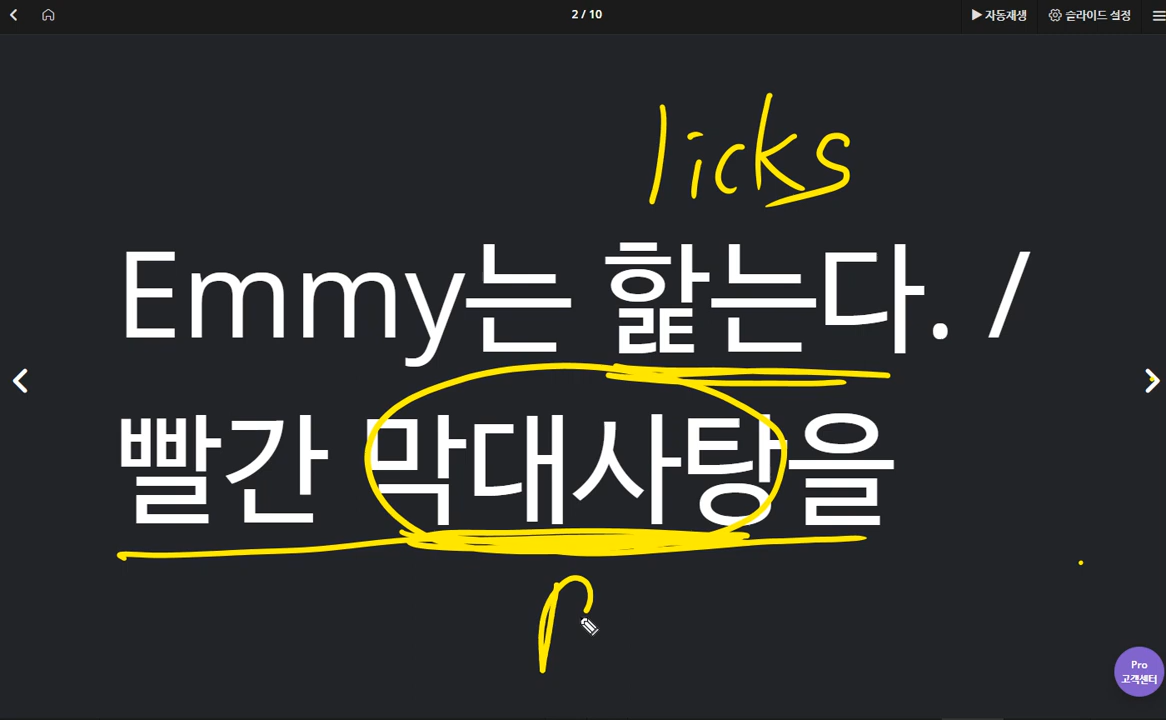 2 / 10
▶ 자동재생
슬라이드 설정
licks
Emmy는 핥는다. /
빨간 막대사탕을
Pro
고객센터